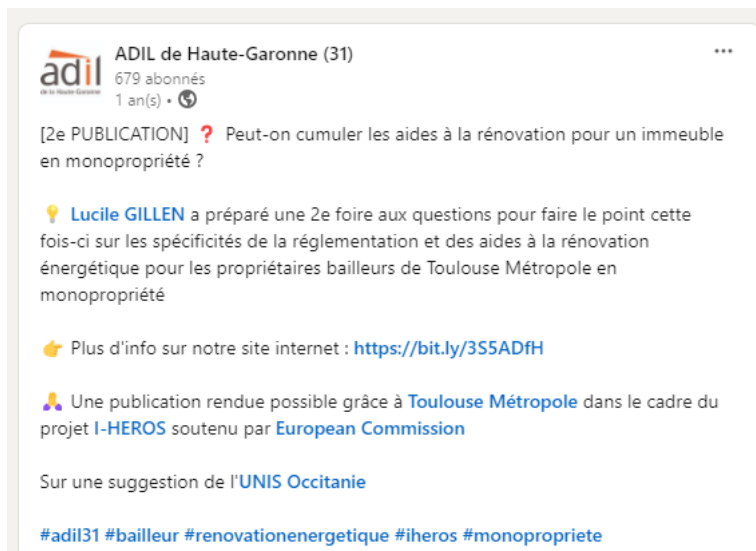 adil
de la Haute-Garonne
ADIL de Haute-Garonne (31)
679 abonnés
1 an(s) •
[2e PUBLICATION] ❓ Peut-on cumuler les aides à la rénovation pour un immeuble
en monopropriété ?
💡 Lucile GILLEN a préparé une 2e foire aux questions pour faire le point cette
fois-ci sur les spécificités de la réglementation et des aides à la rénovation
énergétique pour les propriétaires bailleurs de Toulouse Métropole en
monopropriété
👉 Plus d'info sur notre site internet : https://bit.ly/3S5ADfH
🙏 Une publication rendue possible grâce à Toulouse Métropole dans le cadre du
projet I-HEROS soutenu par European Commission
Sur une suggestion de l'UNIS Occitanie
#adil31 #bailleur #renovationenergetique #iheros #monopropriete